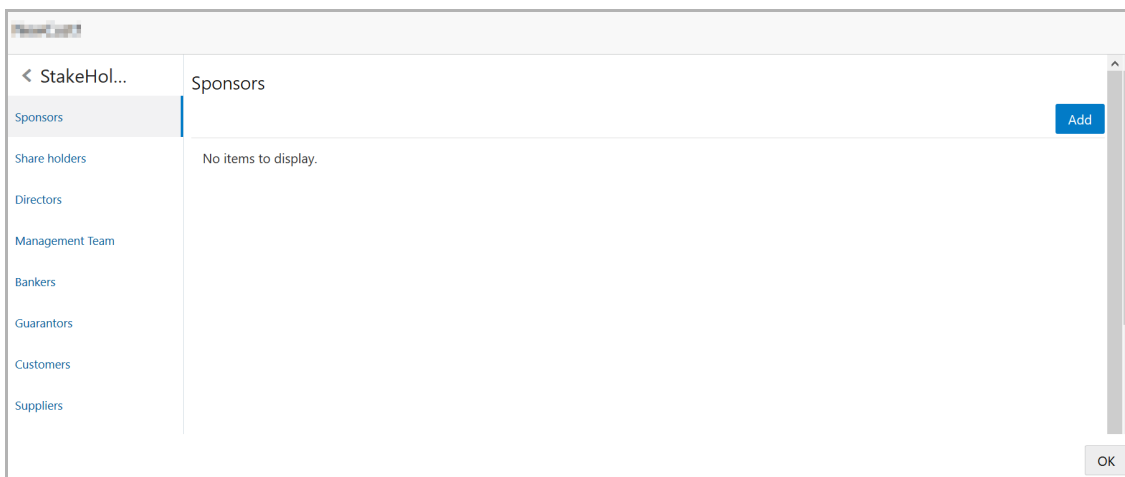 StakeHol...
Sponsors
Share holders
Directors
Management Team
Bankers
Guarantors
Customers
Suppliers
Sponsors
Add
No items to display.
OK